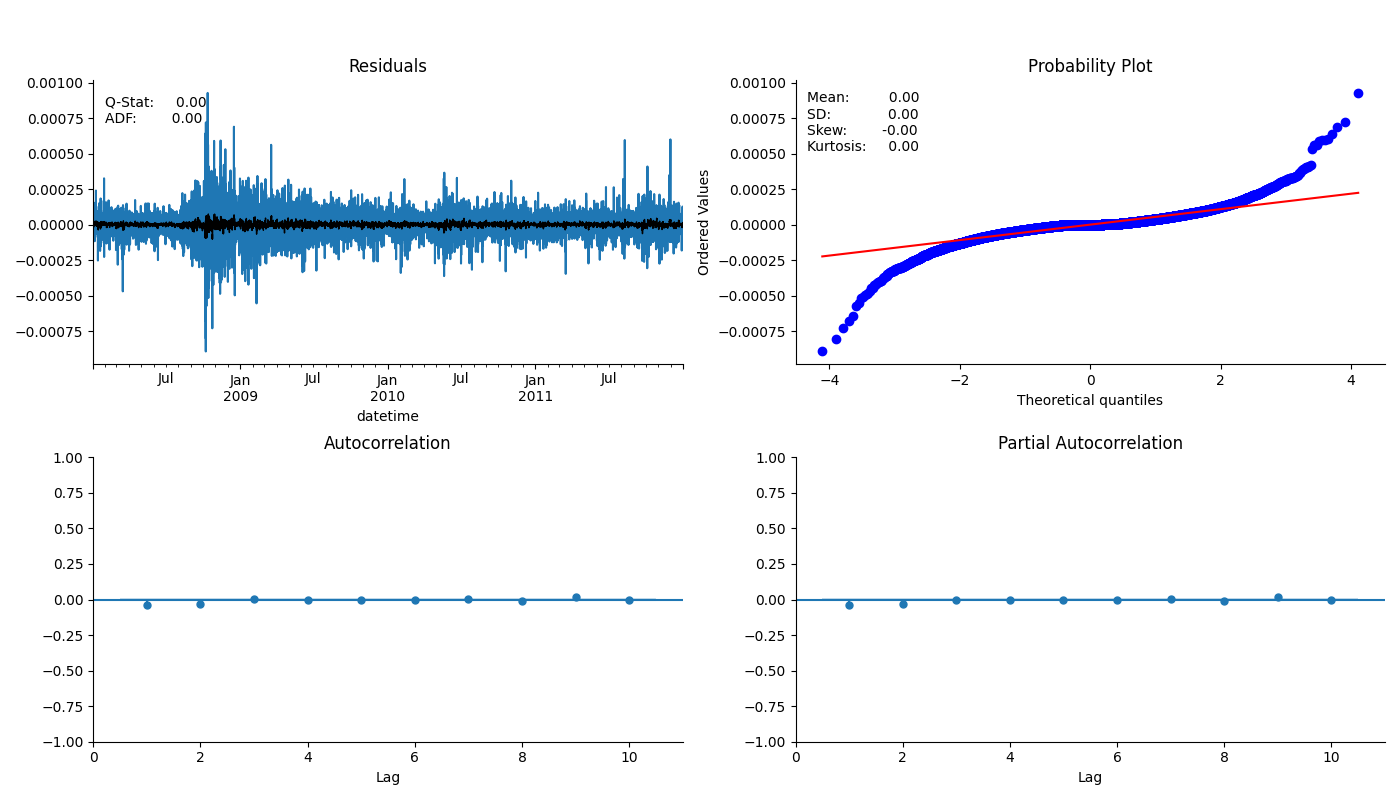 Residuals
0.00100
0.00075
0.00050
0.00025
0.00000
−0.00025
−0.00050
−0.00075
Q-Stat: 0.00
ADF: 0.00
Jul Jan Jul Jan Jul Jan Jul
2009 2010 2011
datetime
Probability Plot
0.00100
0.00075
0.00050
0.00025
0.00000
−0.00025
−0.00050
−0.00075
Ordered Values
Mean: 0.00
SD: 0.00
Skew: -0.00
Kurtosis: 0.00
−4 −2 0 2 4
Theoretical quantiles
Autocorrelation
1.00
0.75
0.50
0.25
0.00
−0.25
−0.50
−0.75
−1.00
0 2 4 6 8 10
Lag
Partial Autocorrelation
1.00
0.75
0.50
0.25
0.00
−0.25
−0.50
−0.75
−1.00
0 2 4 6 8 10
Lag